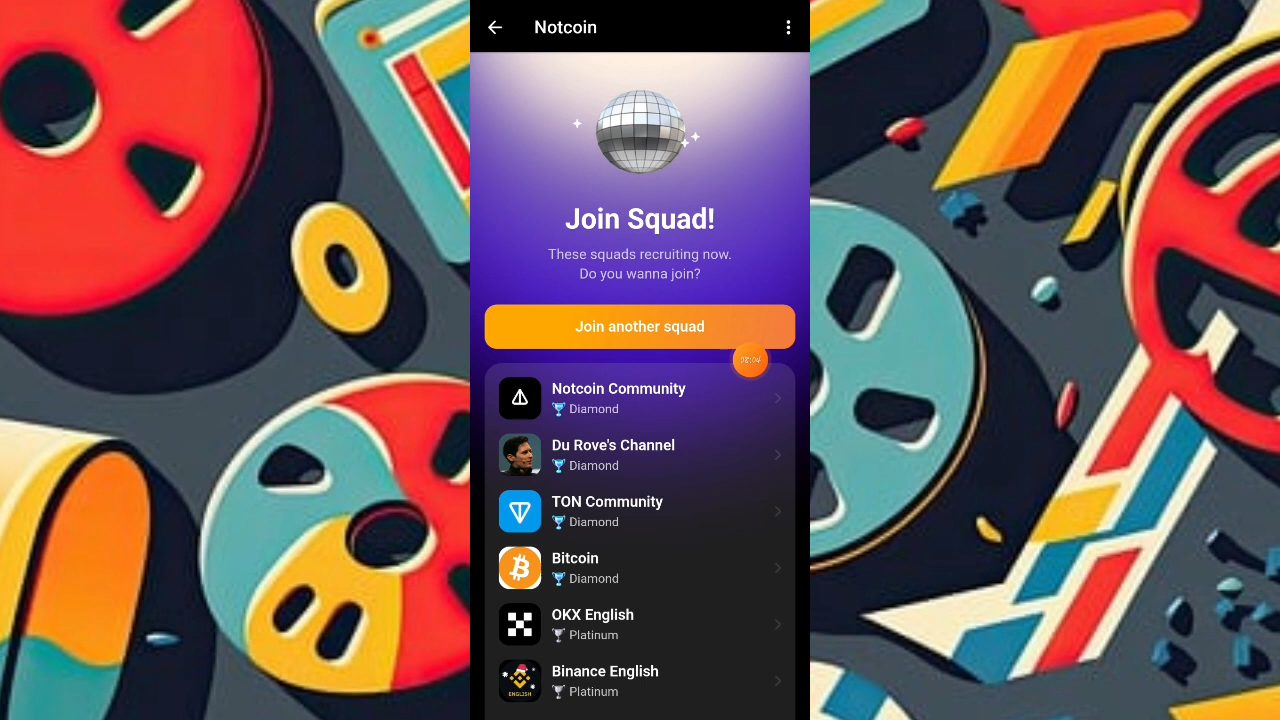 Notcoin
Join Squad!
These squads recruiting now.
Do you wanna join?
Join another squad
Notcoin Community
Diamond
Du Rove's Channel
Diamond
TON Community
Diamond
Bitcoin
Diamond
OKX English
Platinum
Binance English
Platinum
ENGLISH